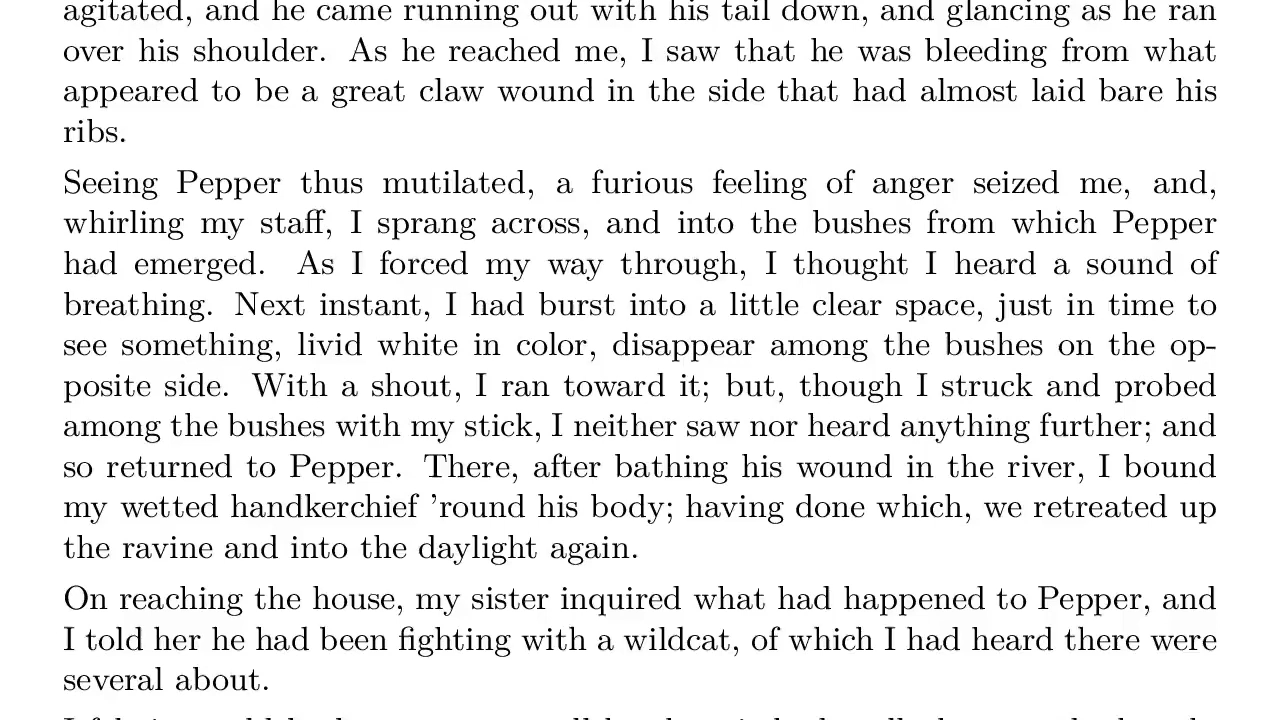 agitated, and he came running out with his tail down, and glancing as he ran
over his shoulder. As he reached me, I saw that he was bleeding from what
appeared to be a great claw wound in the side that had almost laid bare his
ribs.
Seeing Pepper thus mutilated, a furious feeling of anger seized me, and,
whirling my staff, I sprang across, and into the bushes from which Pepper
had emerged. As I forced my way through, I thought I heard a sound of
breathing. Next instant, I had burst into a little clear space, just in time to
see something, livid white in color, disappear among the bushes on the op-
posite side. With a shout, I ran toward it; but, though I struck and probed
among the bushes with my stick, I neither saw nor heard anything further; and
so returned to Pepper. There, after bathing his wound in the river, I bound
my wetted handkerchief ’round his body; having done which, we retreated up
the ravine and into the daylight again.
On reaching the house, my sister inquired what had happened to Pepper, and
I told her he had been fighting with a wildcat, of which I had heard there were
several about.